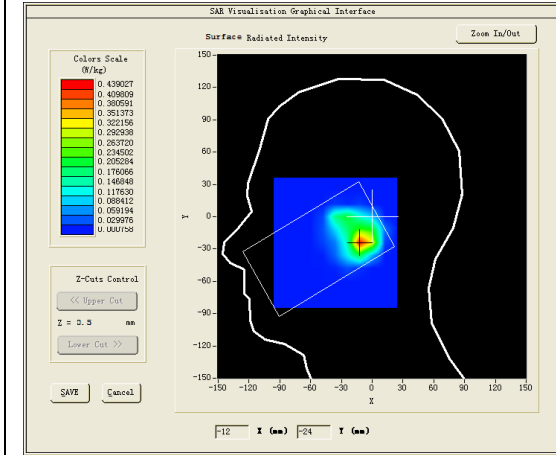 SAR Visualisation Graphical Interface
Surface Radiated Intensity
Zoom In/Out
Colors Scale
(W/kg)
0.439027
0.409809
0.380591
0.351373
0.322156
0.292938
0.263720
0.234502
0.205284
0.176066
0.146848
0.117630
0.088412
0.059194
0.029976
0.000758
Z-Cuts Control
<< Upper Cut
Z = 0.5 mm
Lower Cut >>
SAVE
Cancel
150
120
90
60
30
0
-30
-60
-90
-120
-150
Y
-150 -120 -90 -60 -30 0 30 60 90 120 150
X
-12 X (mm) -24 Y (mm)